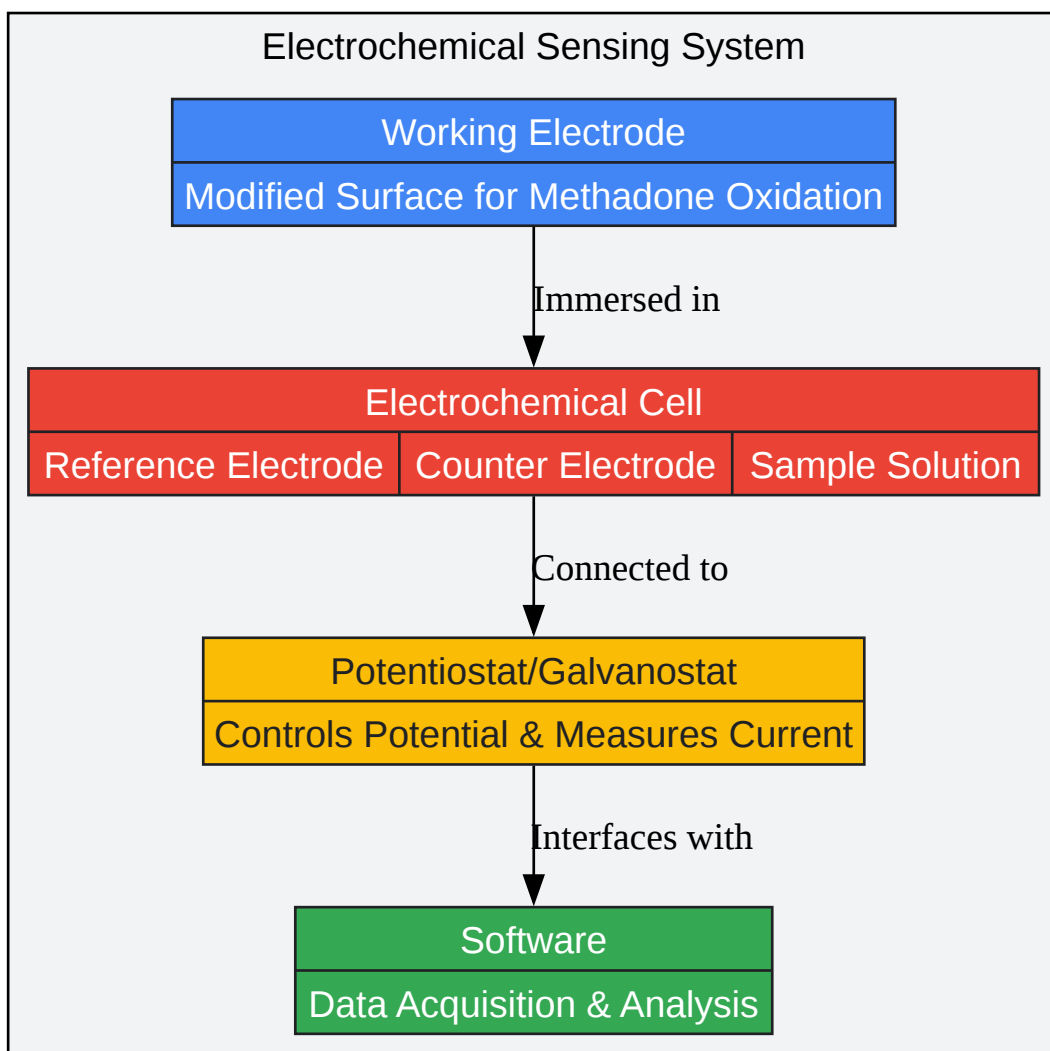 Electrochemical Sensing System
Working Electrode
Modified Surface for Methadone Oxidation
Immersed in
Electrochemical Cell
Reference Electrode Counter Electrode Sample Solution
Connected to
Potentiostat/Galvanostat
Controls Potential & Measures Current
Interfaces with
Software
Data Acquisition & Analysis